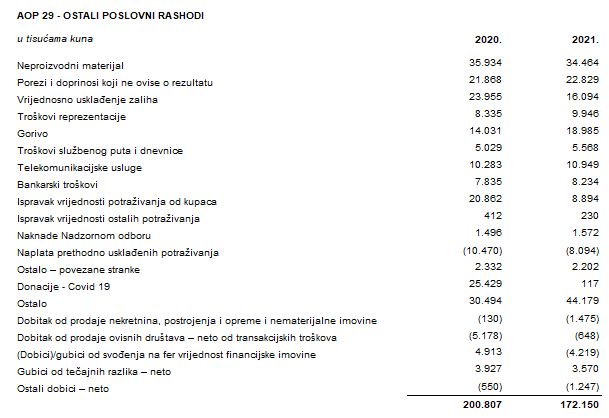 AOP 29 - OSTALI POSLOVNI RASHODI
u tisućama kuna 2020. 2021.
Neproizvodni materijal 35.934 34.464
Porezi i doprinosi koji ne ovise o rezultatu 21.868 22.829
Vrijednosno usklađenje zaliha 23.955 16.094
Troškovi reprezentacije 8.335 9.946
Gorivo 14.031 18.985
Troškovi službenog puta i dnevnice 5.029 5.568
Telekomunikacijske usluge 10.283 10.949
Bankarski troškovi 7.835 8.234
Ispravak vrijednosti potraživanja od kupaca 20.862 8.894
Ispravak vrijednosti ostalih potraživanja 412 230
Naknade Nadzornom odboru 1.496 1.572
Naplata prethodno usklađenih potraživanja (10.470) (8.094)
Ostalo – povezane stranke 2.332 2.202
Donacije - Covid 19 25.429 117
Ostalo 30.494 44.179
Dobitak od prodaje nekretnina, postrojenja i opreme i nematerijalne imovine (130) (1.475)
Dobitak od prodaje ovisnih društava – neto od transakcijskih troškova (5.178) (648)
(Dobici)/gubici od svođenja na fer vrijednost financijske imovine 4.913 (4.219)
Gubici od tečajnih razlika – neto 3.927 3.570
Ostali dobici – neto (550) (1.247)
200.807 172.150